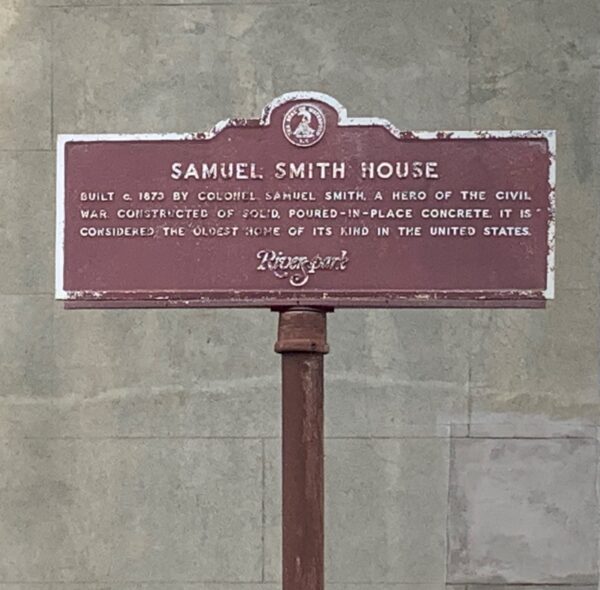 SAMUEL SMITH HOUSE
BUILT c. 1873 BY COLONEL SAMUEL SMITH, A HERO OF THE CIVIL
WAR. CONSTRUCTED OF SOLID, POURED-IN-PLACE CONCRETE, IT IS
CONSIDERED THE OLDEST HOME OF ITS KIND IN THE UNITED STATES.
Riverspark